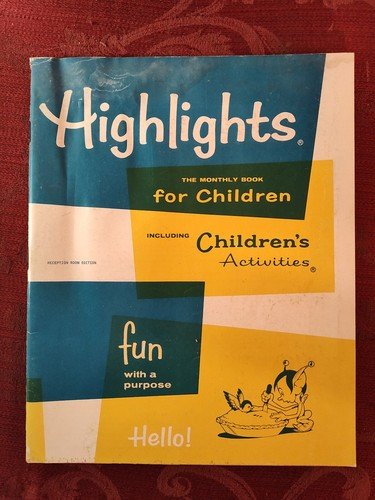 Highlights®
THE MONTHLY BOOK
for Children
INCLUDING Children's
Activities®
RECEPTION ROOM EDITION
fun
with a
purpose
Hello!